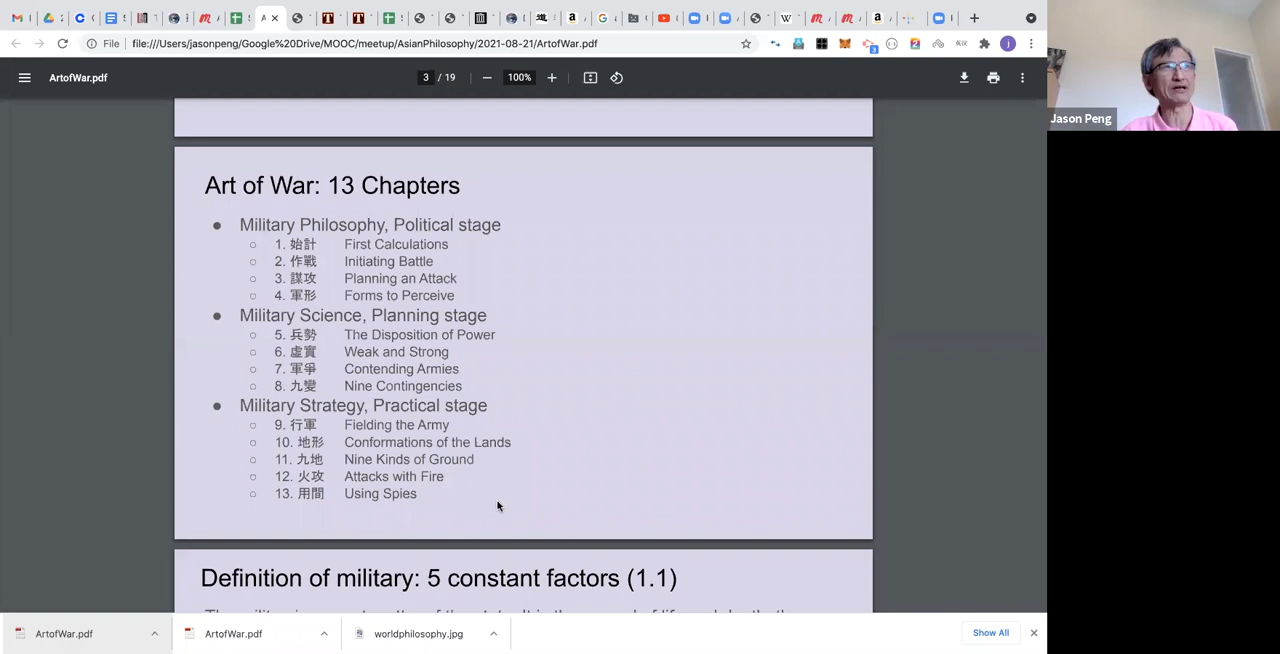 File
file:///Users/jasonpeng/Google%20Drive/MOOC/meetup/AsianPhilosophy/2021-08-21/ArtofWar.pdf
ArtofWar.pdf
3 / 19
100%
Jason Peng
Art of War: 13 Chapters
Military Philosophy, Political stage
1. 始計 First Calculations
2. 作戰 Initiating Battle
3. 謀攻 Planning an Attack
4. 軍形 Forms to Perceive
Military Science, Planning stage
5. 兵勢 The Disposition of Power
6. 虛實 Weak and Strong
7. 軍爭 Contending Armies
8. 九變 Nine Contingencies
Military Strategy, Practical stage
9. 行軍 Fielding the Army
10. 地形 Conformations of the Lands
11. 九地 Nine Kinds of Ground
12. 火攻 Attacks with Fire
13. 用間 Using Spies
Definition of military: 5 constant factors (1.1)
ArtofWar.pdf
ArtofWar.pdf
worldphilosophy.jpg
Show All